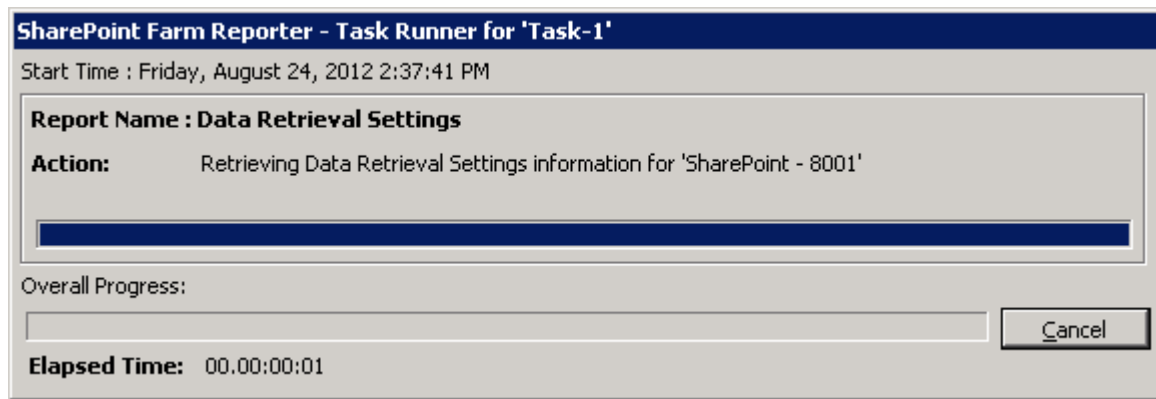 SharePoint Farm Reporter - Task Runner for 'Task-1'
Start Time : Friday, August 24, 2012 2:37:41 PM
Report Name : Data Retrieval Settings
Action: Retrieving Data Retrieval Settings information for 'SharePoint - 8001'
Overall Progress:
Cancel
Elapsed Time: 00.00:00:01